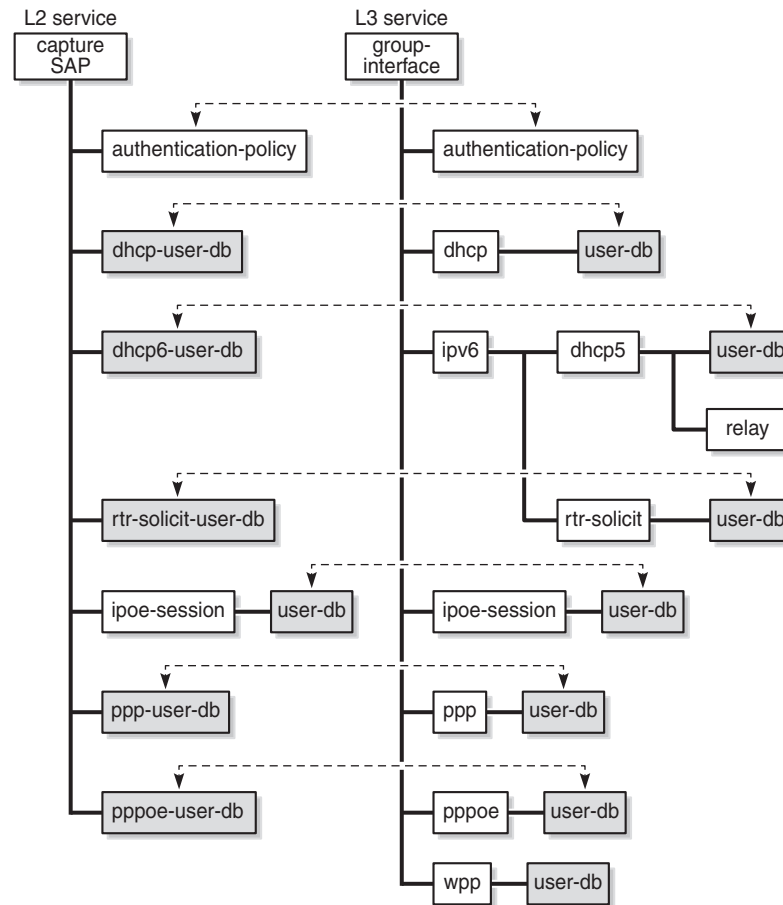 L2 service
L3 service
capture
SAP
group-
interface
authentication-policy
authentication-policy
dhcp-user-db
dhcp
user-db
dhcp6-user-db
ipv6
dhcp5
user-db
relay
rtr-solicit-user-db
rtr-solicit
user-db
ipoe-session
user-db
ipoe-session
user-db
ppp-user-db
ppp
user-db
pppoe-user-db
pppoe
user-db
wpp
user-db